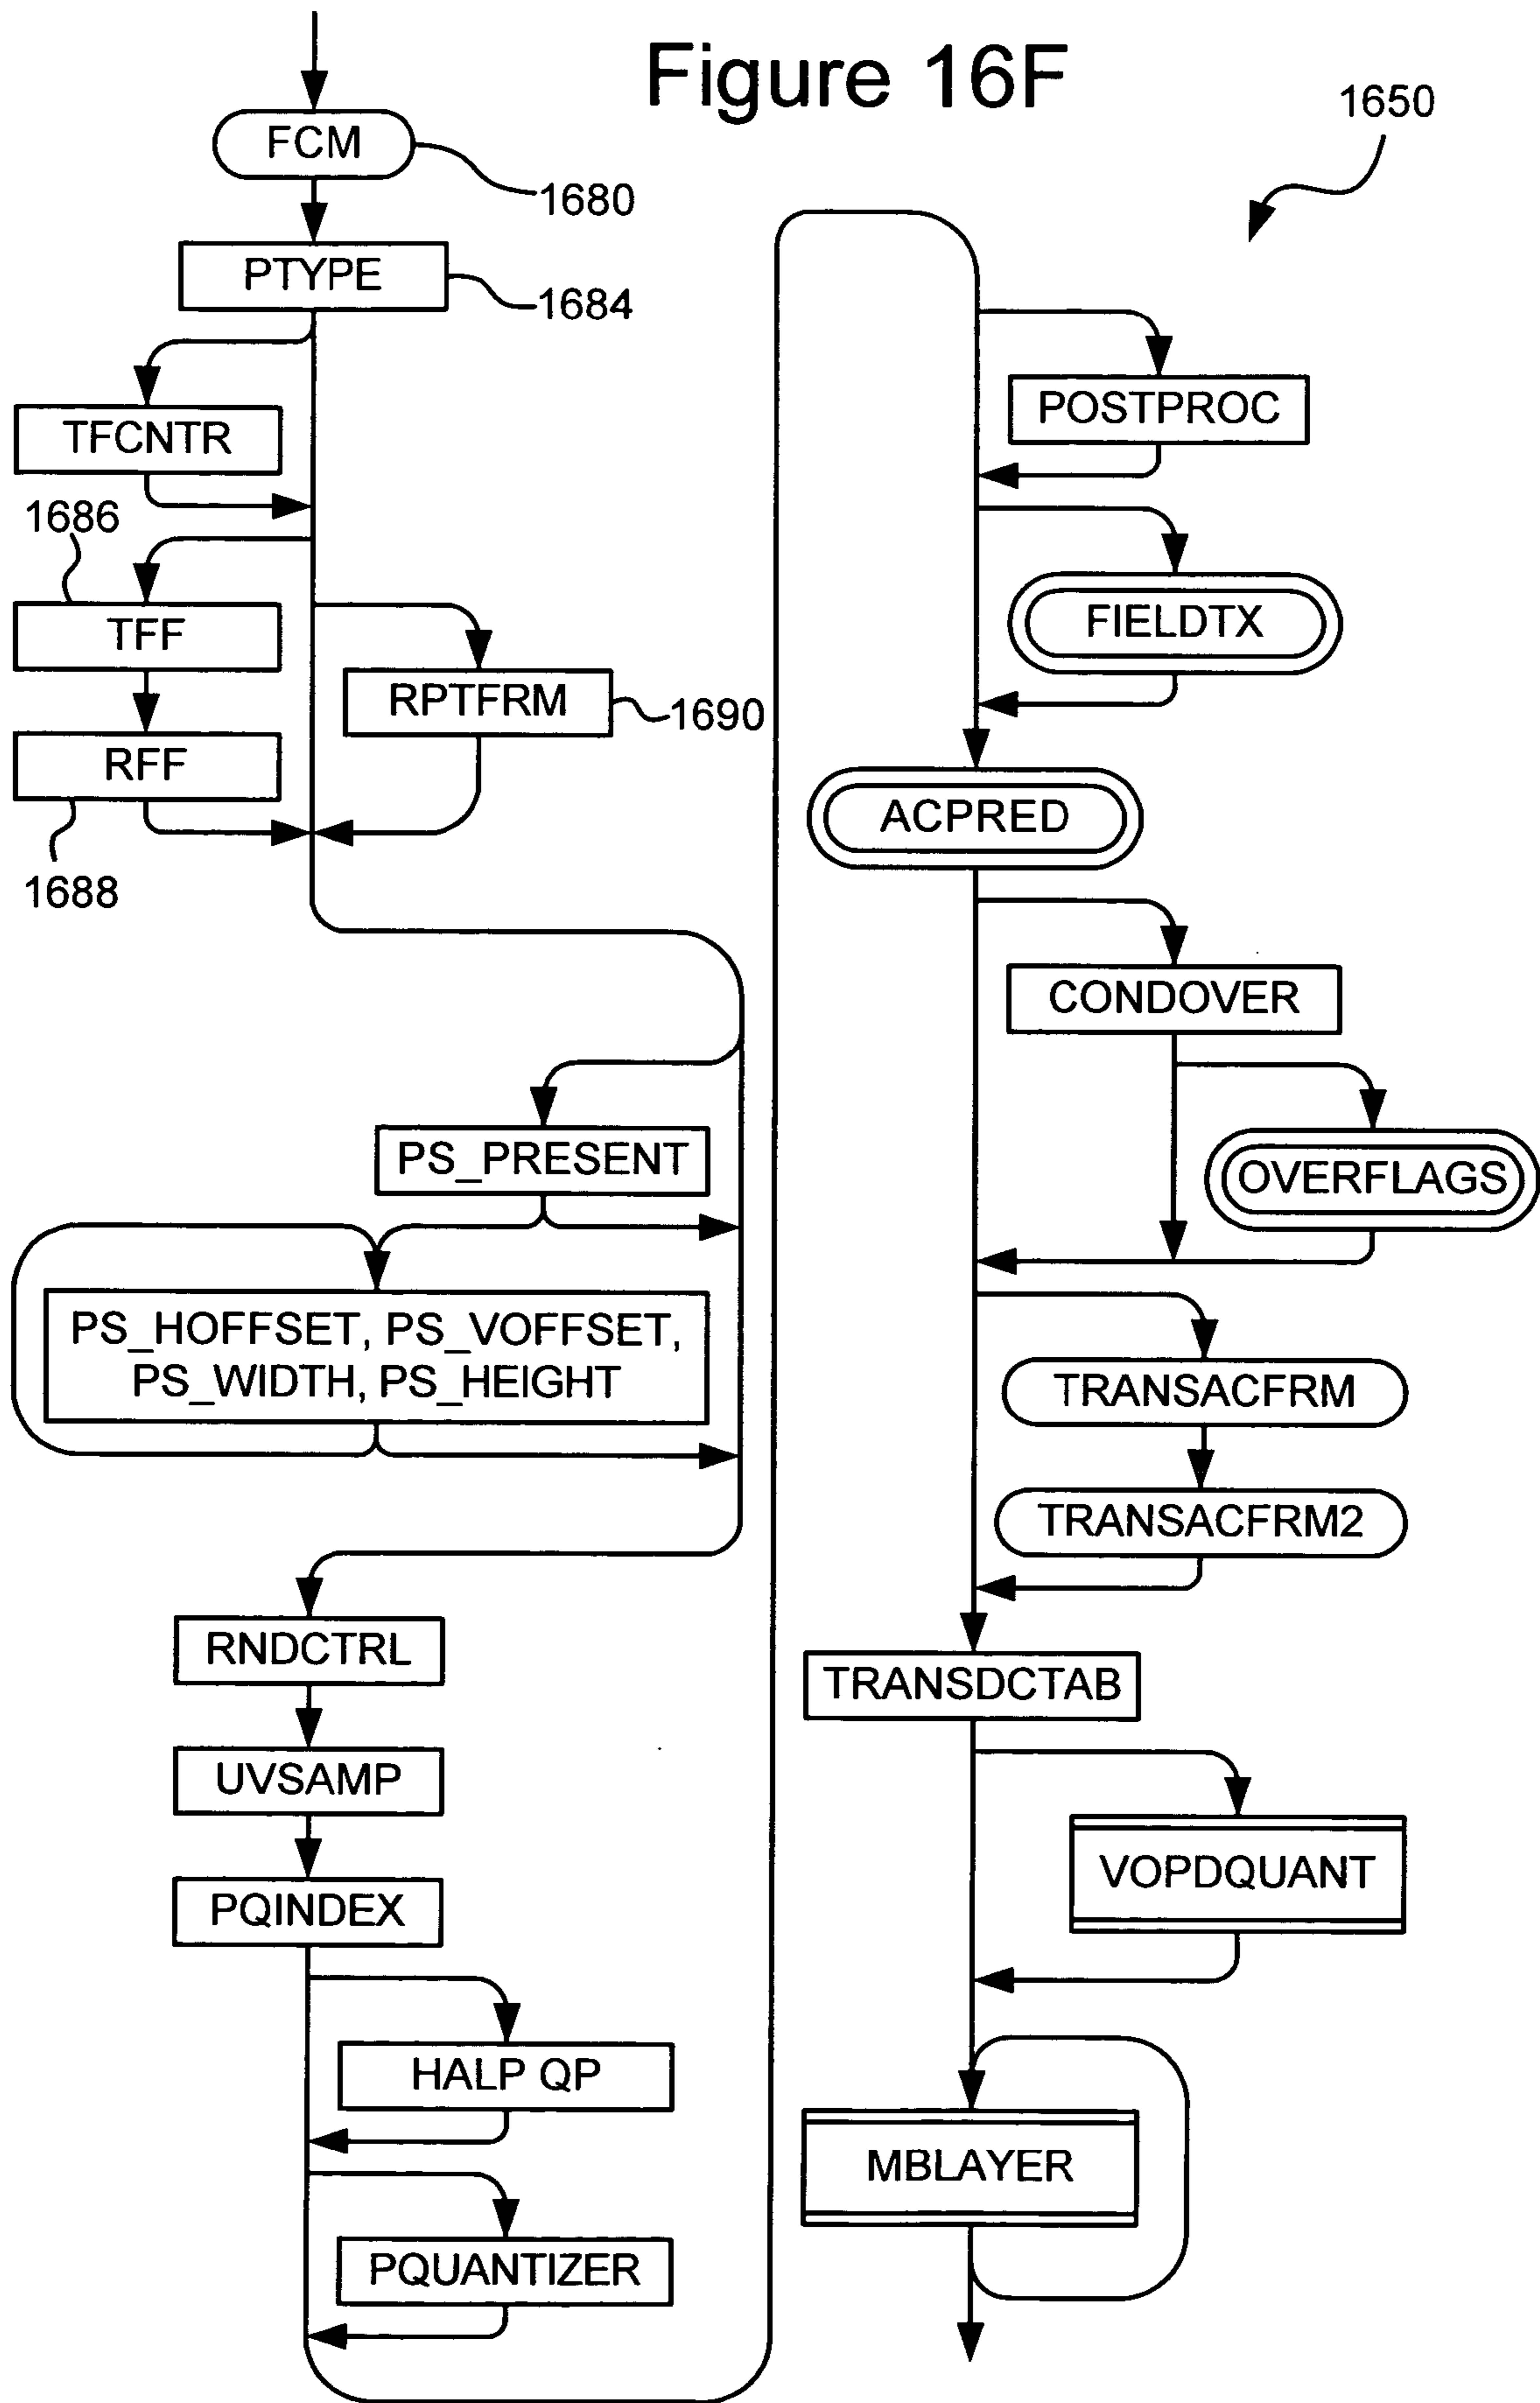 Figure 16F
1650
FCM
1680
PTYPE
1684
TFCNTR
1686
TFF
RPTFRM
1690
RFF
1688
PS_PRESENT
PS_HOFFSET, PS_VOFFSET,
PS_WIDTH, PS_HEIGHT
RNDCTRL
UVSAMP
PQINDEX
HALP QP
PQUANTIZER
POSTPROC
FIELDTX
ACPRED
CONDOVER
OVERFLAGS
TRANSACFRM
TRANSACFRM2
TRANSDCTAB
VOPDQUANT
MBLAYER